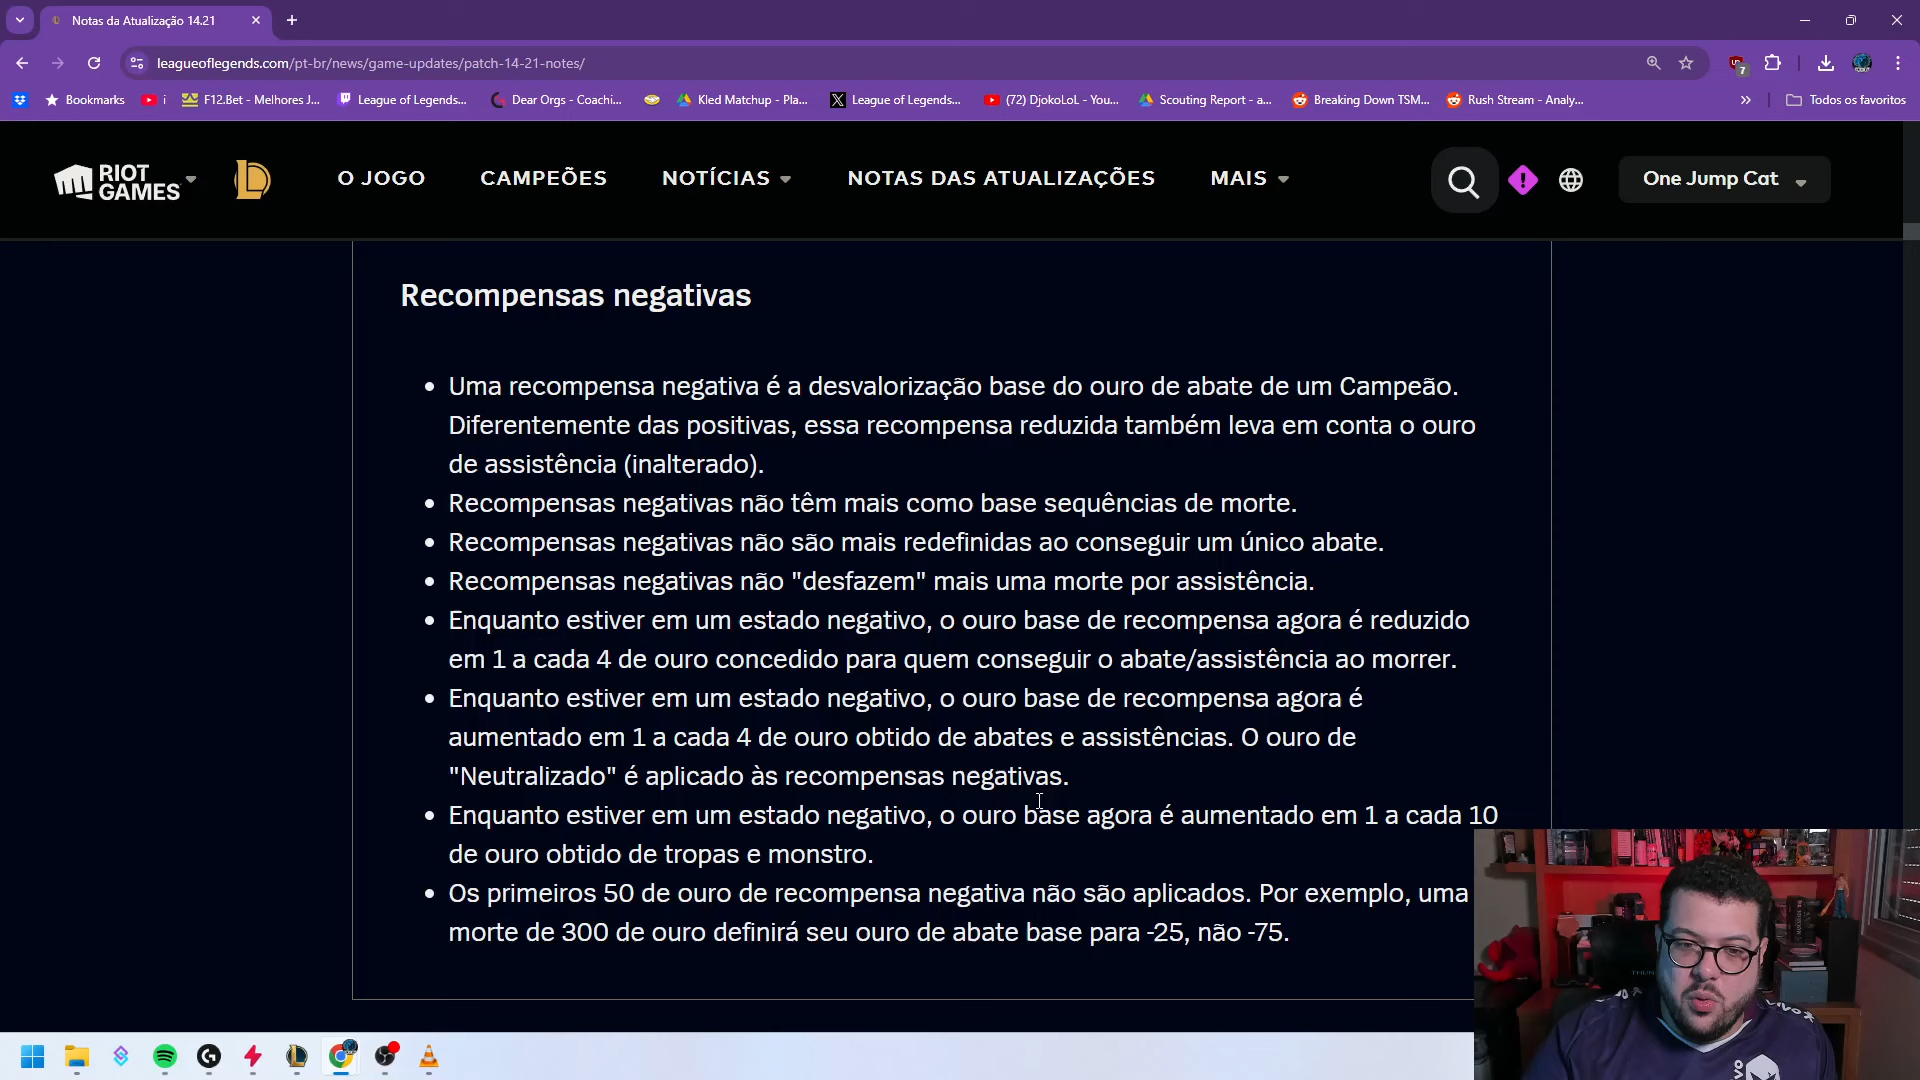 Notas da Atualização 14.21
leagueoflegends.com/pt-br/news/game-updates/patch-14-21-notes/
7
Bookmarks
i
F12.Bet - Melhores J...
League of Legends...
Dear Orgs - Coachi...
Kled Matchup - Pla...
League of Legends...
(72) DjokoLoL - You...
Scouting Report - a...
Breaking Down TSM...
Rush Stream - Analy...
Todos os favoritos
RIOT
GAMES
O JOGO
CAMPEÕES
NOTÍCIAS
NOTAS DAS ATUALIZAÇÕES
MAIS
One Jump Cat
Recompensas negativas
• Uma recompensa negativa é a desvalorização base do ouro de abate de um Campeão.
Diferentemente das positivas, essa recompensa reduzida também leva em conta o ouro
de assistência (inalterado).
• Recompensas negativas não têm mais como base sequências de morte.
• Recompensas negativas não são mais redefinidas ao conseguir um único abate.
• Recompensas negativas não "desfazem" mais uma morte por assistência.
• Enquanto estiver em um estado negativo, o ouro base de recompensa agora é reduzido
em 1 a cada 4 de ouro concedido para quem conseguir o abate/assistência ao morrer.
• Enquanto estiver em um estado negativo, o ouro base de recompensa agora é
aumentado em 1 a cada 4 de ouro obtido de abates e assistências. O ouro de
"Neutralizado" é aplicado às recompensas negativas.
• Enquanto estiver em um estado negativo, o ouro base agora é aumentado em 1 a cada 10
de ouro obtido de tropas e monstro.
• Os primeiros 50 de ouro de recompensa negativa não são aplicados. Por exemplo, uma
morte de 300 de ouro definirá seu ouro de abate base para -25, não -75.